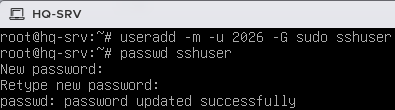 HQ-SRV
root@hq-srv:~# useradd -m -u 2026 -G sudo sshuser
root@hq-srv:~# passwd sshuser
New password:
Retype new password:
passwd: password updated successfully